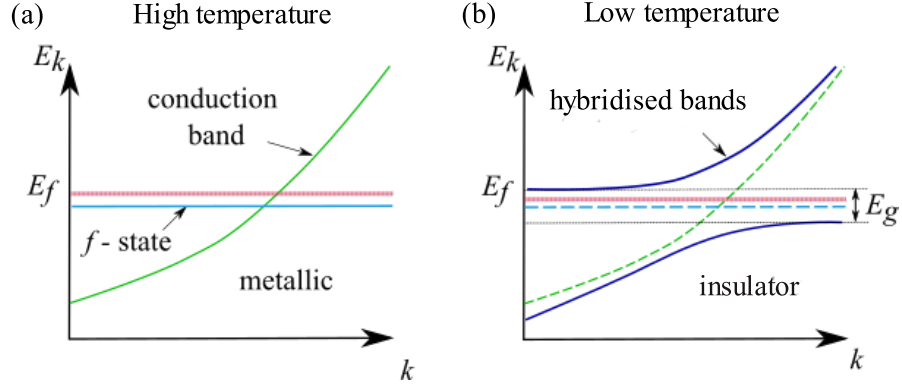 (a)
High temperature
E_k
conduction
band
E_f
f - state
metallic
k
(b)
Low temperature
E_k
hybridised bands
E_f
E_g
insulator
k